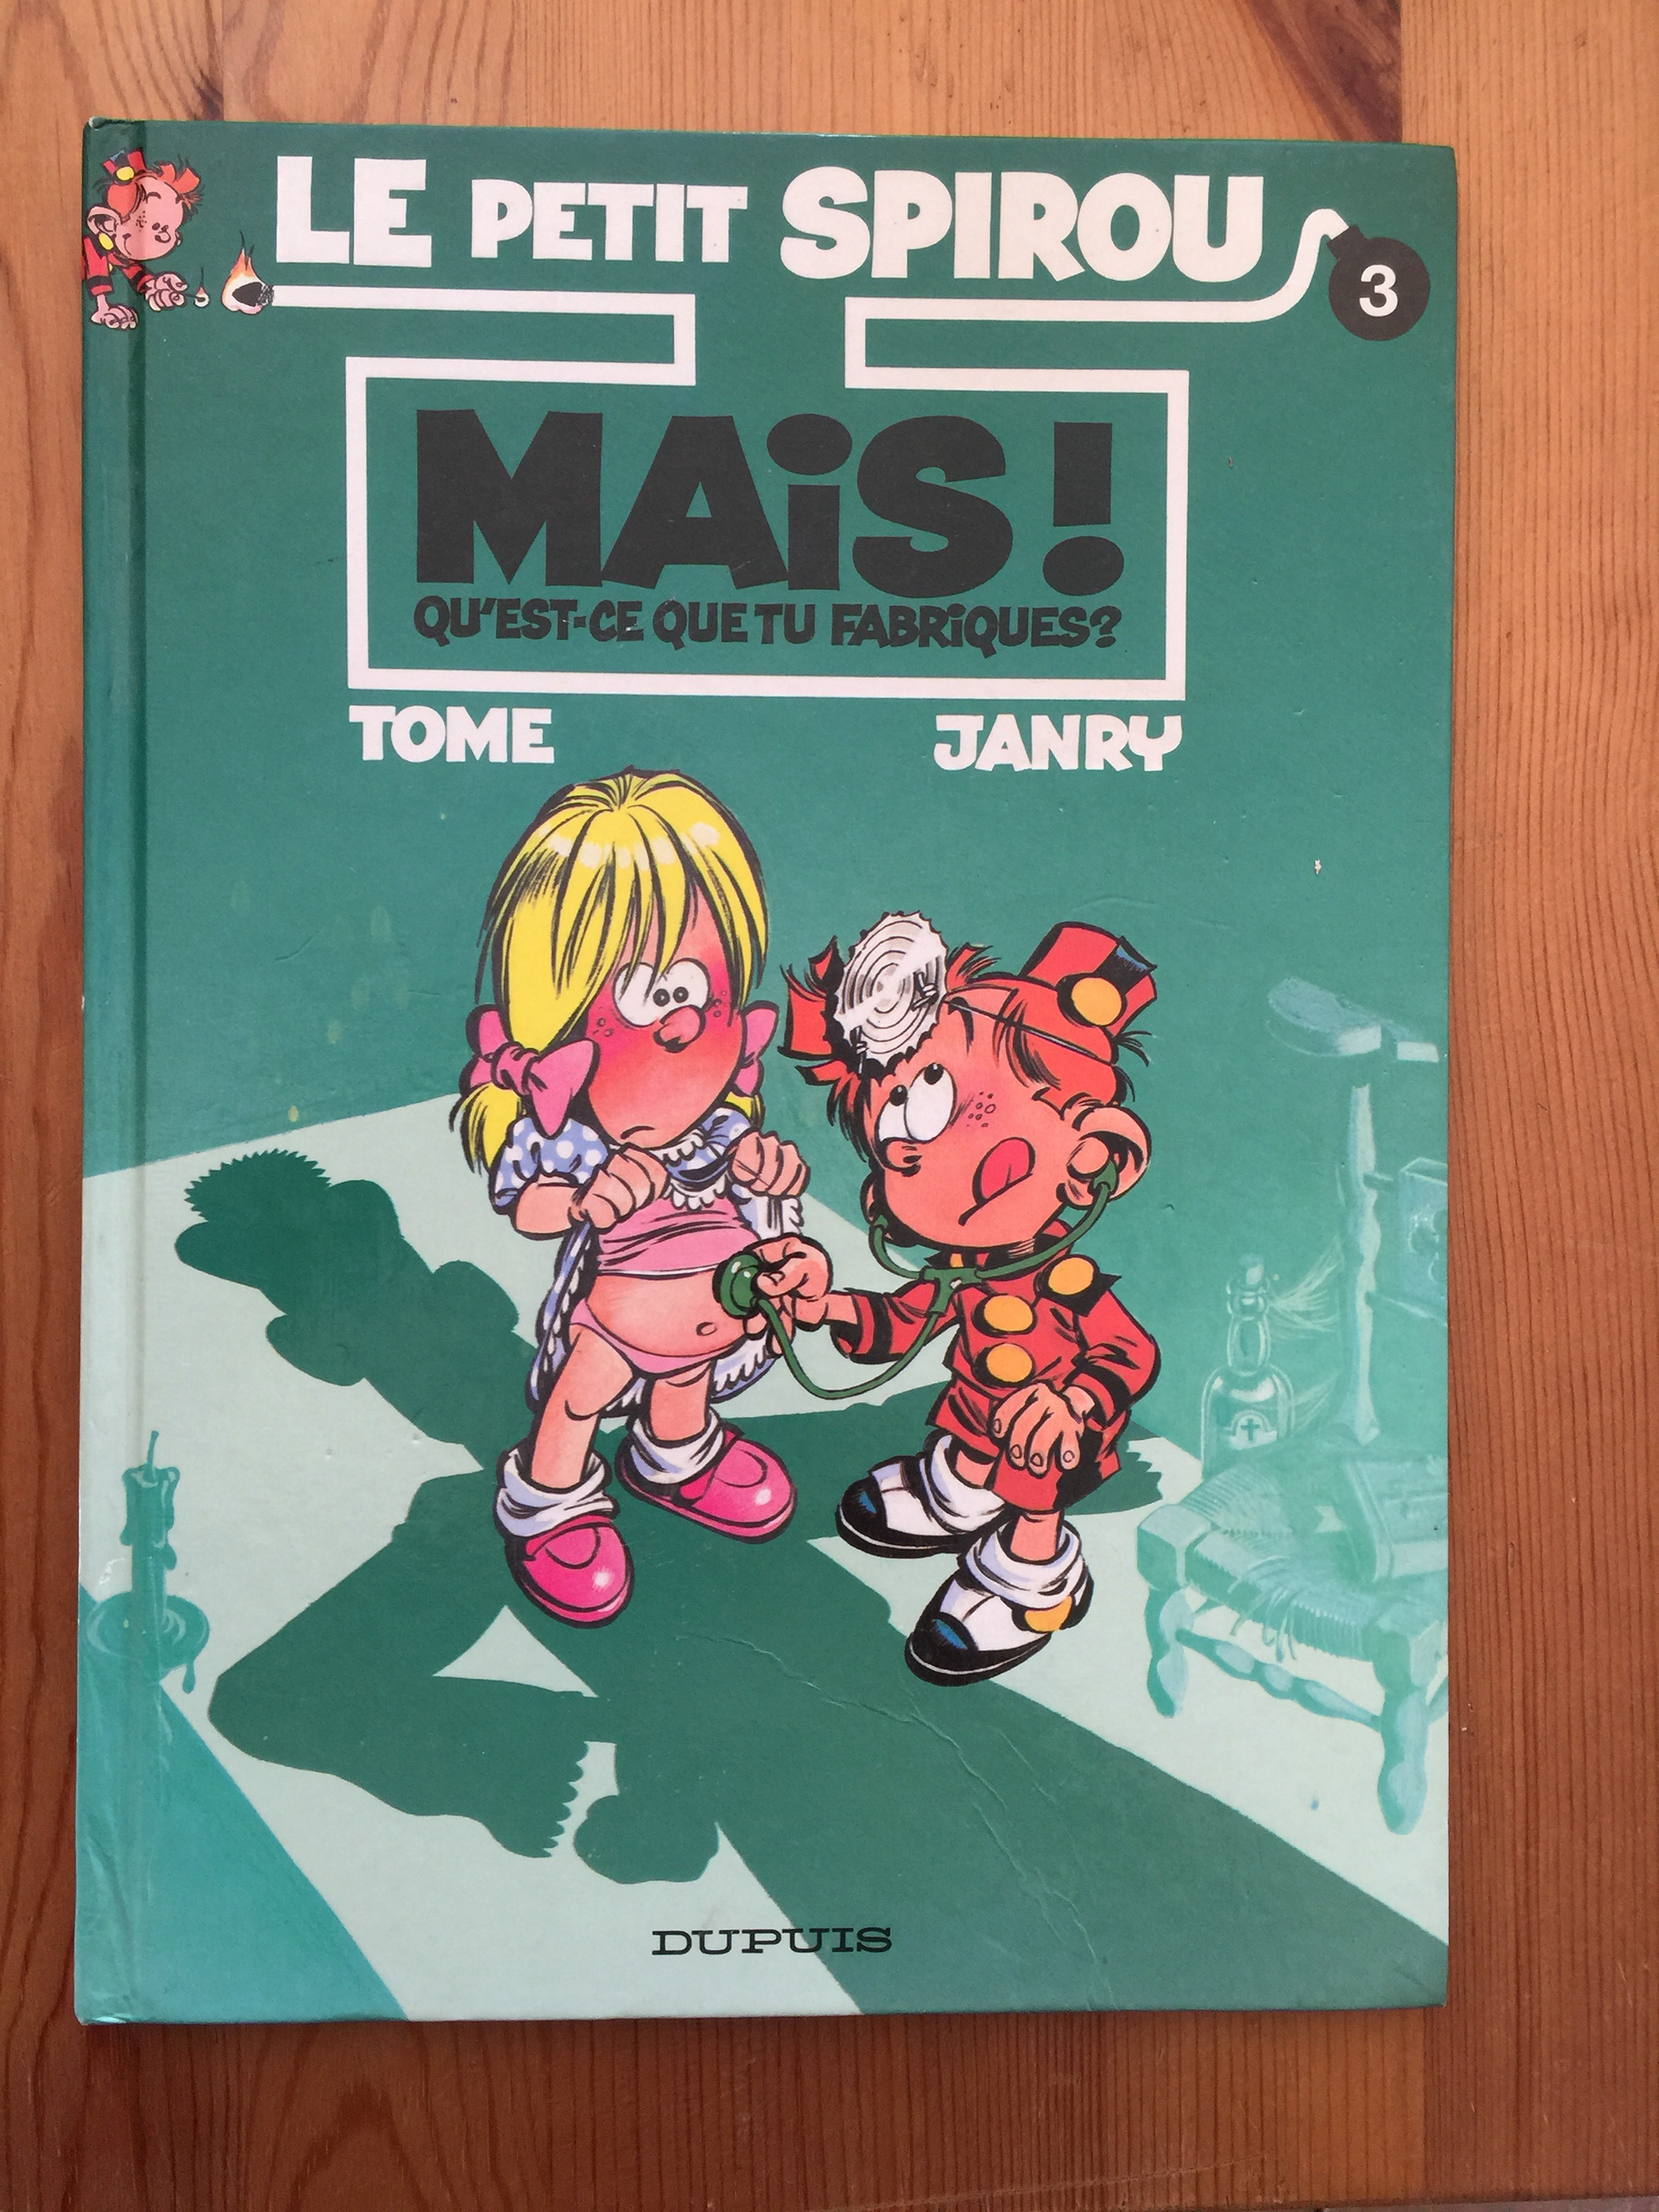 LE PETIT SPIROU
3
MAiS!
QU'EST-CE QUE TU FABRiQUES?
TOME JANRY
DUPUIS